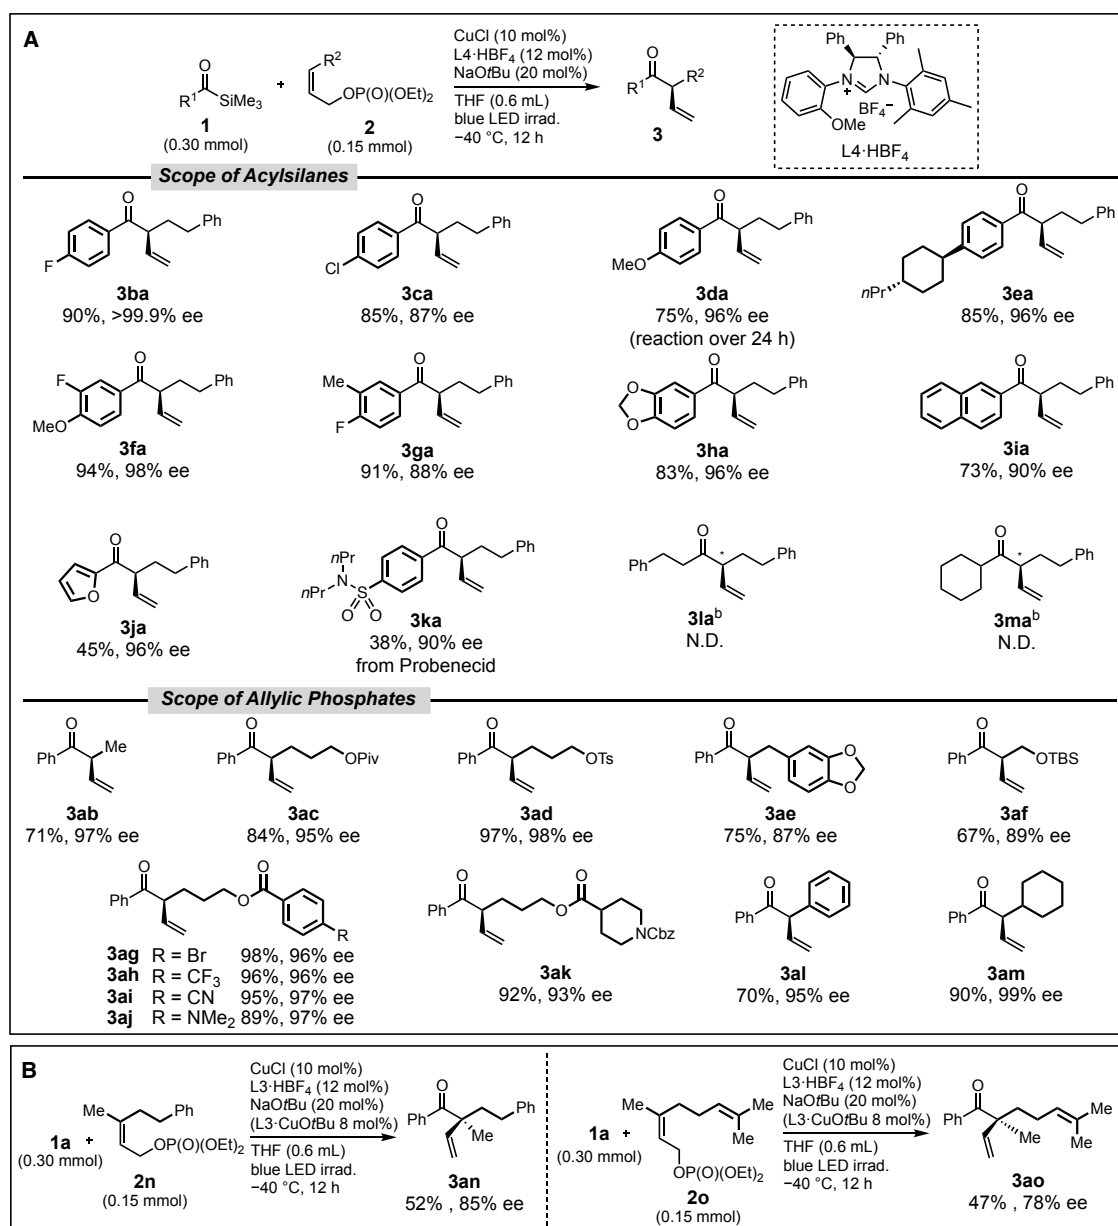 A
O
R1
SiMe3
1
(0.30 mmol)
+
R2
OP(O)(OEt)2
2
(0.15 mmol)
CuCl (10 mol%)
L4·HBF4 (12 mol%)
NaOtBu (20 mol%)
THF (0.6 mL)
blue LED irrad.
−40 °C, 12 h
O
R1
R2
3
Ph
Ph
N
+
N
BF4−
OMe
L4·HBF4
Scope of Acylsilanes
O
Ph
F
3ba
90%, >99.9% ee
O
Ph
Cl
3ca
85%, 87% ee
O
Ph
MeO
3da
75%, 96% ee
(reaction over 24 h)
O
Ph
nPr
3ea
85%, 96% ee
O
Ph
F
MeO
3fa
94%, 98% ee
O
Ph
Me
F
3ga
91%, 88% ee
O
Ph
O
O
3ha
83%, 96% ee
O
Ph
3ia
73%, 90% ee
O
Ph
O
3ja
45%, 96% ee
O
Ph
nPr
N
nPr
S
O O
3ka
38%, 90% ee
from Probenecid
O
*
Ph
Ph
3lab
N.D.
O
*
Ph
3mab
N.D.
Scope of Allylic Phosphates
O
Ph
Me
3ab
71%, 97% ee
O
Ph
OPiv
3ac
84%, 95% ee
O
Ph
OTs
3ad
97%, 98% ee
O
Ph
O
O
3ae
75%, 87% ee
O
Ph
OTBS
3af
67%, 89% ee
O
Ph
O
O
R
3ag R = Br 98%, 96% ee
3ah R = CF3 96%, 96% ee
3ai R = CN 95%, 97% ee
3aj R = NMe2 89%, 97% ee
O
Ph
O
O
NCbz
3ak
92%, 93% ee
O
Ph
3al
70%, 95% ee
O
Ph
3am
90%, 99% ee
B
1a +
(0.30 mmol)
Me
Ph
OP(O)(OEt)2
2n
(0.15 mmol)
CuCl (10 mol%)
L3·HBF4 (12 mol%)
NaOtBu (20 mol%)
(L3·CuOtBu 8 mol%)
THF (0.6 mL)
blue LED irrad.
−40 °C, 12 h
O
Ph
Ph
Me
3an
52% , 85% ee
1a +
(0.30 mmol)
Me
Me
Me
OP(O)(OEt)2
2o
(0.15 mmol)
CuCl (10 mol%)
L3·HBF4 (12 mol%)
NaOtBu (20 mol%)
(L3·CuOtBu 8 mol%)
THF (0.6 mL)
blue LED irrad.
−40 °C, 12 h
O
Ph
Me
Me
Me
3ao
47% , 78% ee